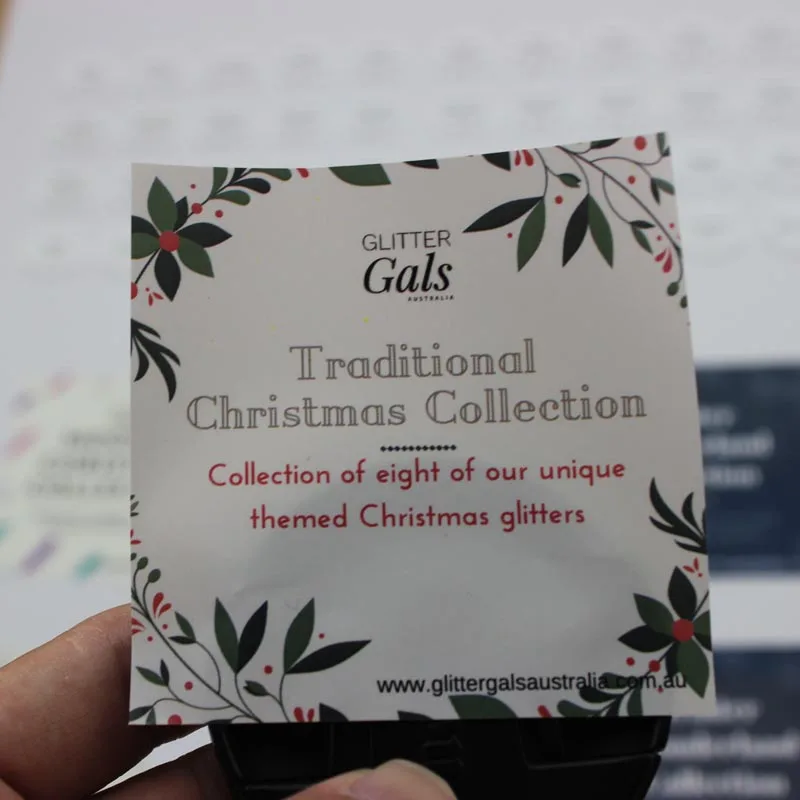 GLITTER
Gals
AUSTRALIA
Traditional
Christmas Collection
Collection of eight of our unique
themed Christmas glitters
www.glittergalsaustralia.com.au